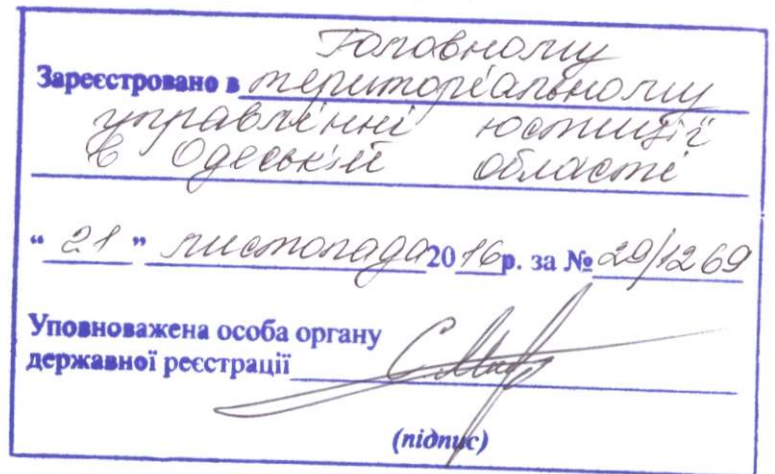 Головному
Зареєстровано в територіальному
управлінні юстиції
в Одеській області
“ 21 ” листопада 2016р. за № 29/1269
Уповноважена особа органу
державної реєстрації
(підпис)